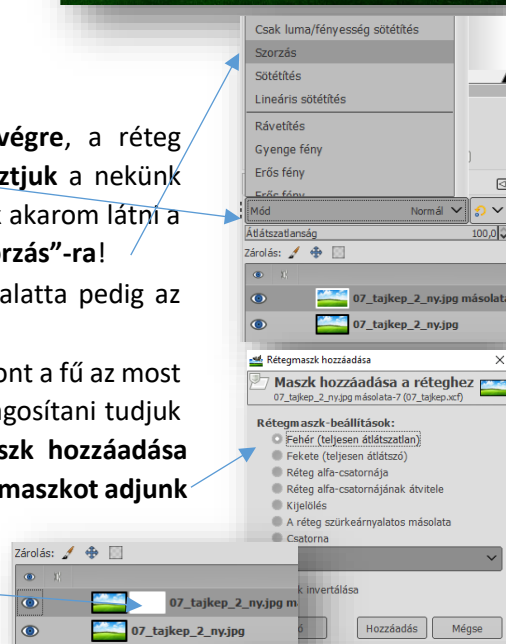 Csak luma/fényesség sötétítés
Szorzás
Sötétítés
Lineáris sötétítés
Rávetítés
Gyenge fény
Erős fény
Erős fény
Mód Normál
Átlátszatlanság 100,0
Zárolás:
07_tajkep_2_ny.jpg másolata
07_tajkep_2_ny.jpg
végre, a réteg
ztjuk a nekünk
akarom látni a
orzás"-ra!
alatta pedig az
ont a fű az most
ágosítani tudjuk
szk hozzáadása
maszkot adjunk
Rétegmaszk hozzáadása
Maszk hozzáadása a réteghez
07_tajkep_2_ny.jpg másolata-7 (07_tajkep.xcf)
Rétegmaszk-beállítások:
Fehér (teljesen átlátszatlan)
Fekete (teljesen átlátszó)
Réteg alfa-csatornája
Réteg alfa-csatornájának átvitele
Kijelölés
A réteg szürkeárnyalatos másolata
Csatorna
k invertálása
Hozzáadás Mégse
Zárolás:
07_tajkep_2_ny.jpg m
07_tajkep_2_ny.jpg